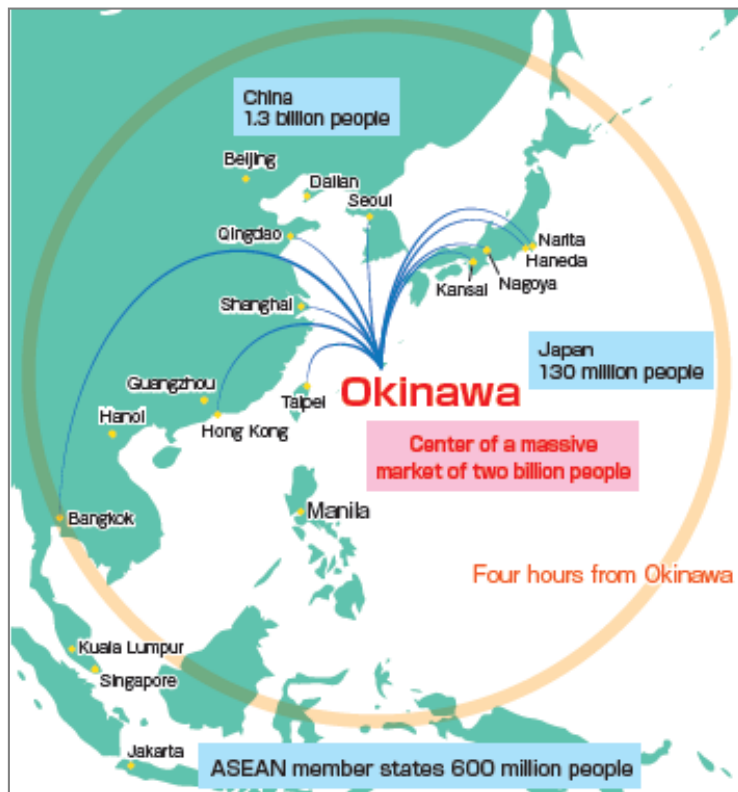 China
1.3 billion people
Beijing
Dalian
Seoul
Qingdao
Narita
Haneda
Nagoya
Kansai
Shanghai
Japan
130 million people
Guangzhou
Taipei
Okinawa
Hanoi
Hong Kong
Center of a massive
market of two billion people
Bangkok
Manila
Four hours from Okinawa
Kuala Lumpur
Singapore
Jakarta
ASEAN member states 600 million people